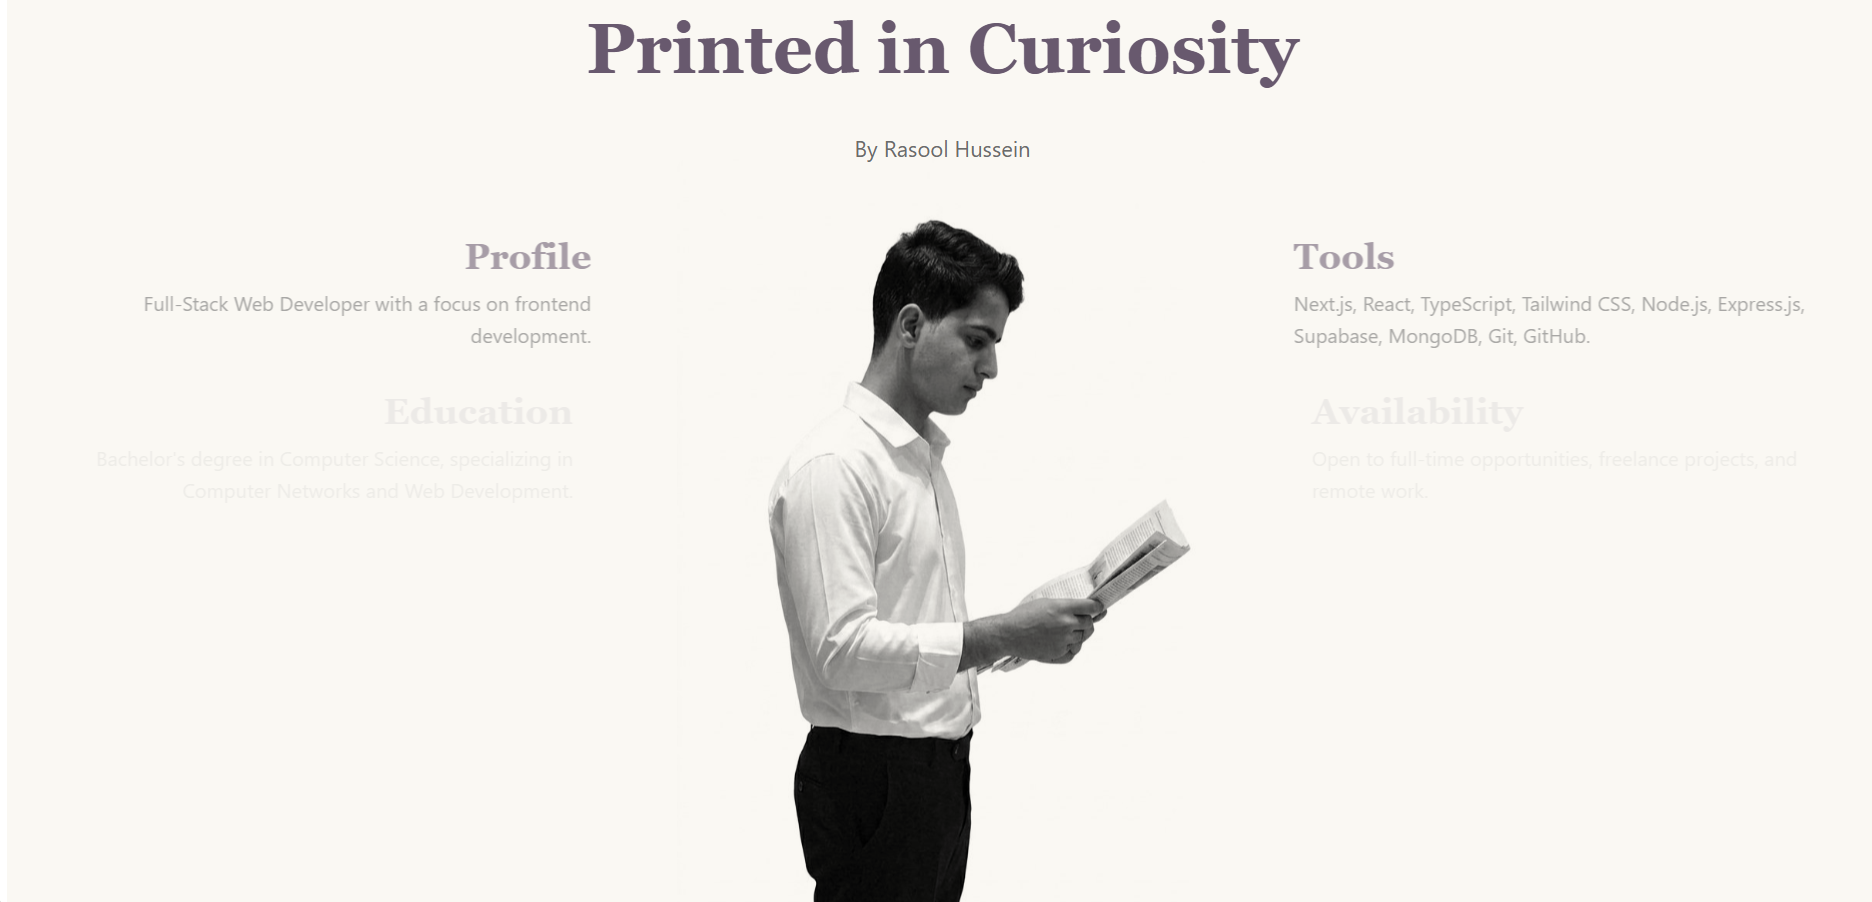 Printed in Curiosity
By Rasool Hussein
Profile
Full-Stack Web Developer with a focus on frontend
development.
Education
Bachelor's degree in Computer Science, specializing in
Computer Networks and Web Development.
Tools
Next.js, React, TypeScript, Tailwind CSS, Node.js, Express.js,
Supabase, MongoDB, Git, GitHub.
Availability
Open to full-time opportunities, freelance projects, and
remote work.